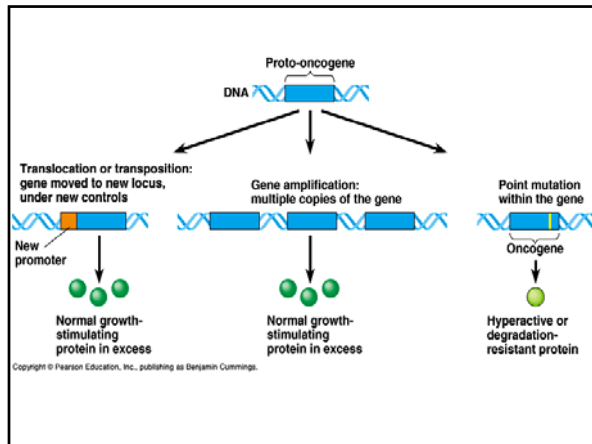 Proto-oncogene
DNA
Translocation or transposition:
gene moved to new locus,
under new controls
Gene amplification:
multiple copies of the gene
Point mutation
within the gene
New
promoter
Oncogene
Normal growth-
stimulating
protein in excess
Normal growth-
stimulating
protein in excess
Hyperactive or
degradation-
resistant protein
Copyright © Pearson Education, Inc., publishing as Benjamin Cummings.